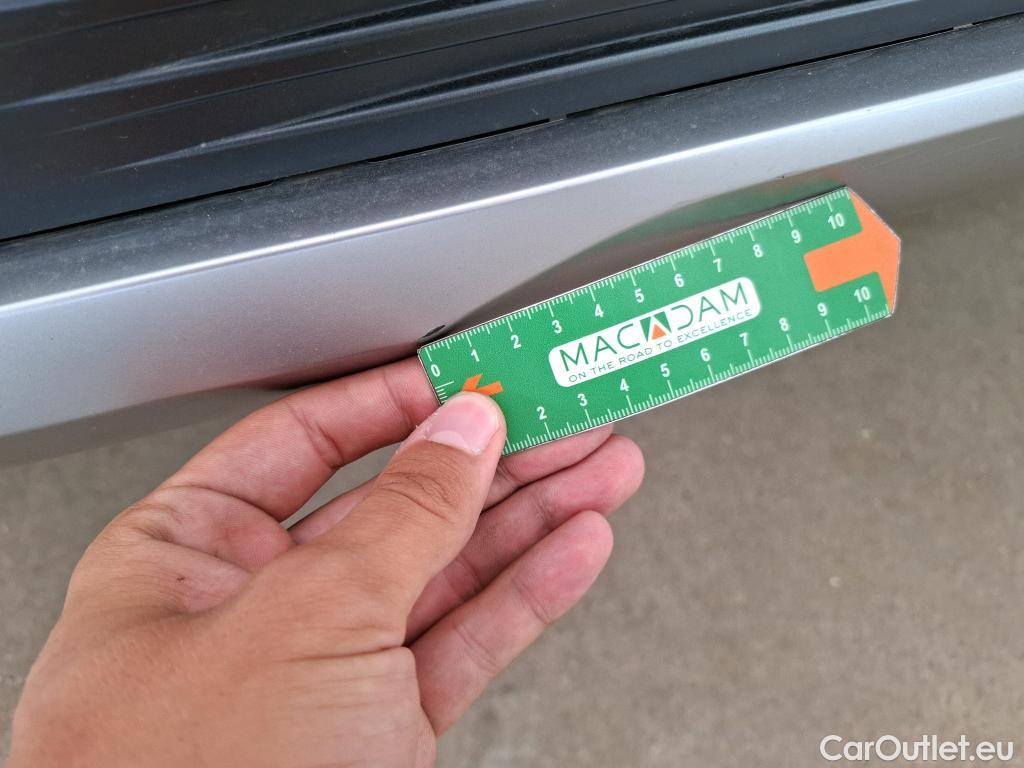 0 1 2 3 4 5 6 7 8 9 10
MACADAM
ON THE ROAD TO EXCELLENCE
2 3 4 5 6 7 8 9 10
CarOutlet.eu